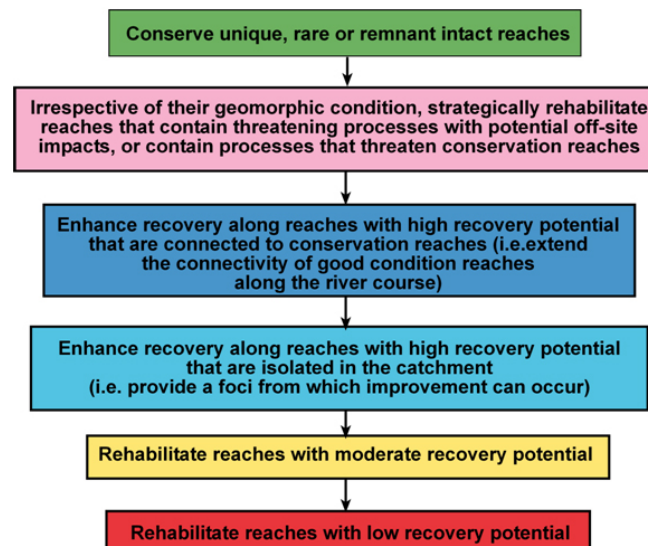 Conserve unique, rare or remnant intact reaches
Irrespective of their geomorphic condition, strategically rehabilitate
reaches that contain threatening processes with potential off-site
impacts, or contain processes that threaten conservation reaches
Enhance recovery along reaches with high recovery potential
that are connected to conservation reaches (i.e.extend
the connectivity of good condition reaches
along the river course)
Enhance recovery along reaches with high recovery potential
that are isolated in the catchment
(i.e. provide a foci from which improvement can occur)
Rehabilitate reaches with moderate recovery potential
Rehabilitate reaches with low recovery potential